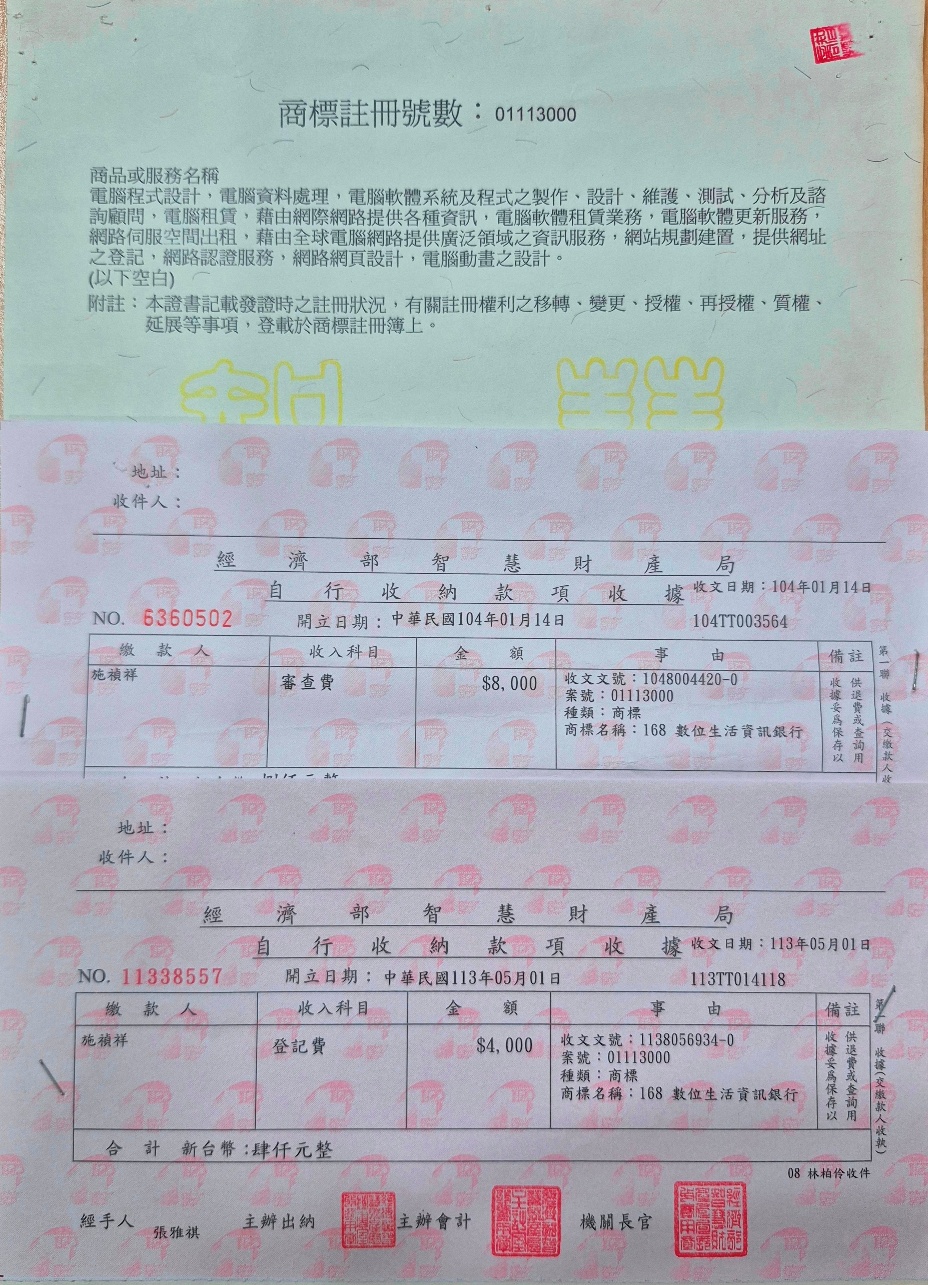 商標註冊號數：01113000
商品或服務名稱
電腦程式設計，電腦資料處理，電腦軟體系統及程式之製作、設計、維護、測試、分析及諮
詢顧問，電腦租賃，藉由網際網路提供各種資訊，電腦軟體租賃業務，電腦軟體更新服務，
網路伺服空間出租，藉由全球電腦網路提供廣泛領域之資訊服務，網站規劃建置，提供網址
之登記，網路認證服務，網路網頁設計，電腦動畫之設計。
(以下空白)
附註：本證書記載發證時之註冊狀況，有關註冊權利之移轉、變更、授權、再授權、質權、
延展等事項，登載於商標註冊簿上。
地址：
收件人：
經濟部智慧財產局
自行收納款項收據
收文日期：104年01月14日
NO. 6360502
開立日期：中華民國104年01月14日
104TT003564
繳款人 收入科目 金額 事由 備註
施禎祥 審查費 $8,000
收文文號：1048004420-0
案號：01113000
種類：商標
商標名稱：168 數位生活資訊銀行
供退費或查詢用
收據妥為保存以
第一聯 收據(交繳款人收
地址：
收件人：
經濟部智慧財產局
自行收納款項收據
收文日期：113年05月01日
NO. 11338557
開立日期：中華民國113年05月01日
113TT014118
繳款人 收入科目 金額 事由 備註
施禎祥 登記費 $4,000
收文文號：1138056934-0
案號：01113000
種類：商標
商標名稱：168 數位生活資訊銀行
供退費或查詢用
收據妥為保存以
第一聯 收據(交繳款人收執)
合計 新台幣：肆仟元整
08 林柏伶收件
經手人 張雅祺 主辦出納 主辦會計 機關長官